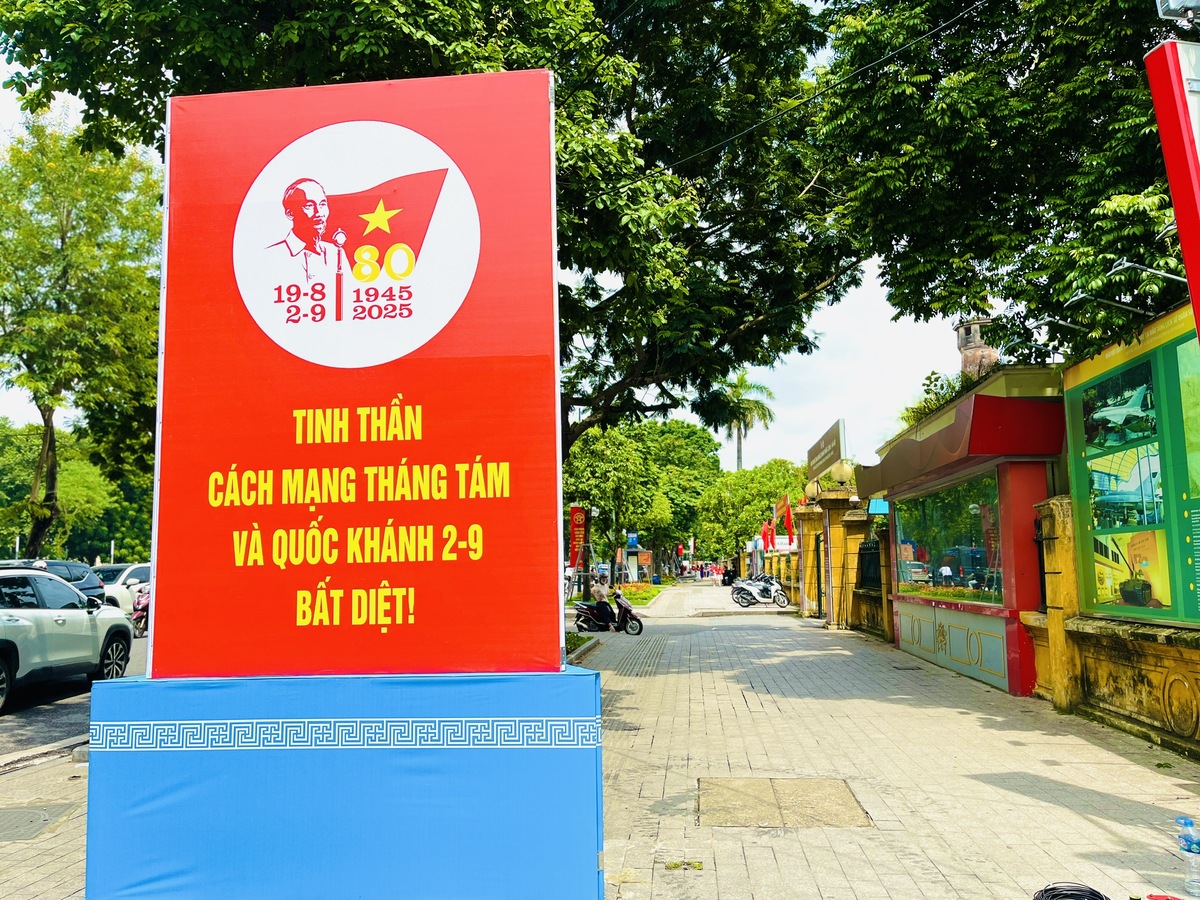 80
19-8 1945
2-9 2025
TINH THẦN
CÁCH MẠNG THÁNG TÁM
VÀ QUỐC KHÁNH 2-9
BẤT DIỆT!